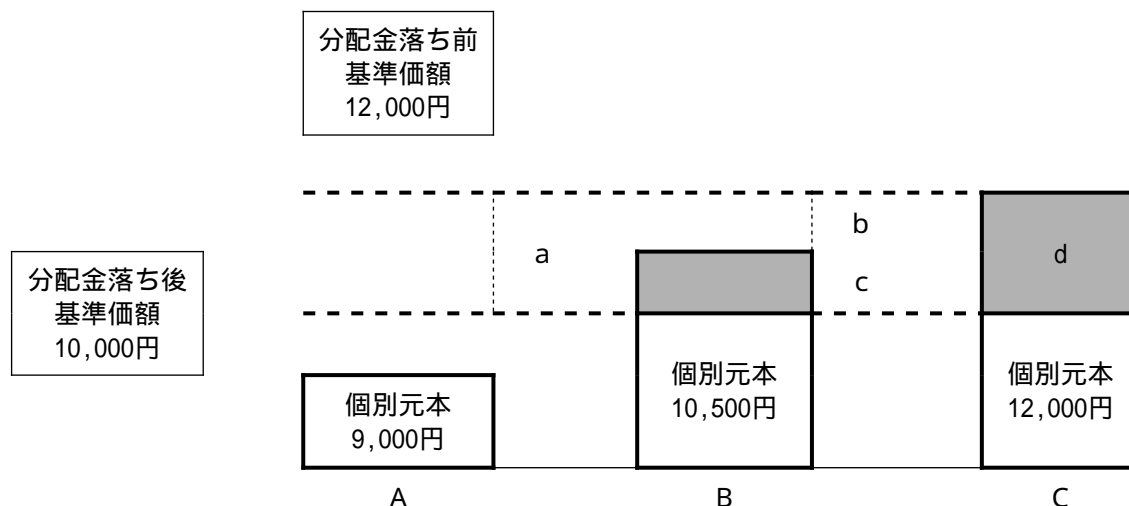 分配金落ち前
基準価額
12,000円
b
a
d
c
分配金落ち後
基準価額
10,000円
個別元本
9,000円
個別元本
10,500円
個別元本
12,000円
A
B
C